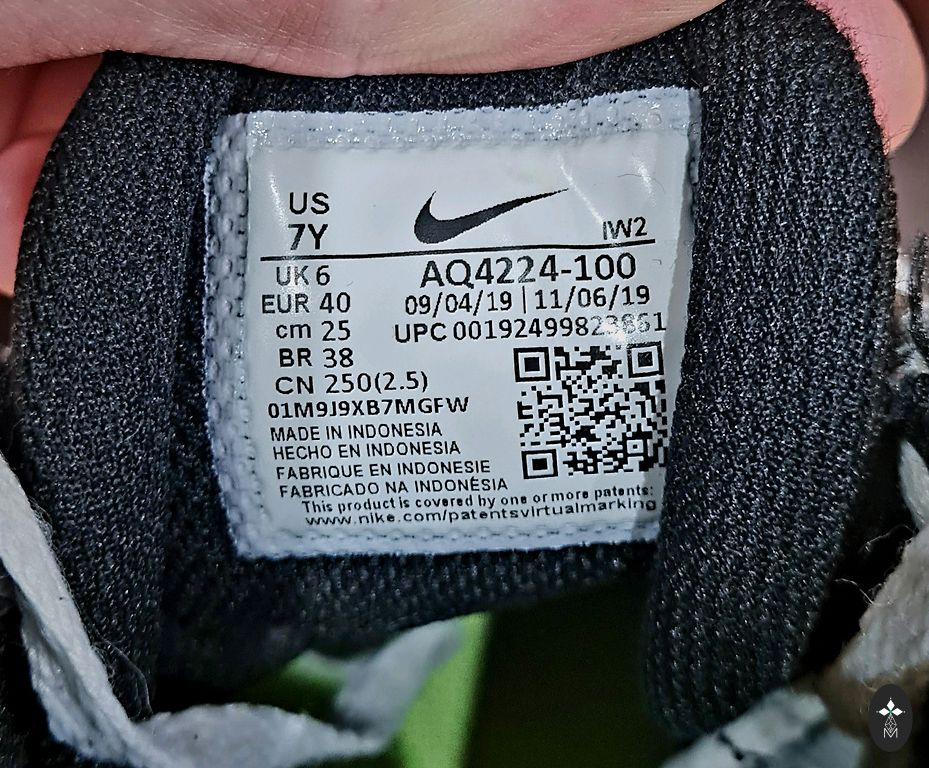 US
7Y
IW2
UK 6
AQ4224-100
EUR 40
09/04/19 | 11/06/19
cm 25
UPC 00192499823861
BR 38
CN 250(2.5)
01M9J9XB7MGFW
MADE IN INDONESIA
HECHO EN INDONESIA
FABRIQUE EN INDONESIE
FABRICADO NA INDONÈSIA
This product is covered by one or more patents:
www.nike.com/patentsvirtualmarking
M